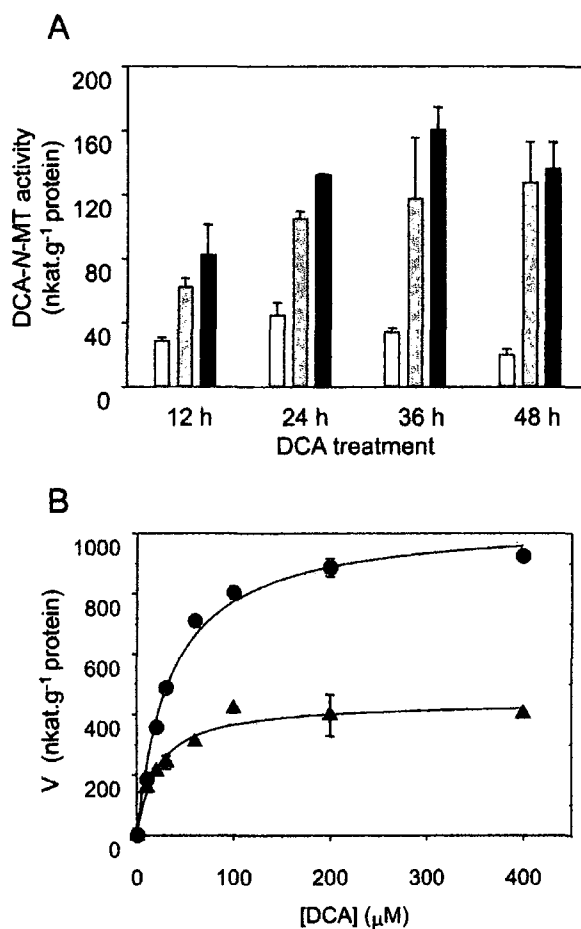 A
DCA-N-MT activity
(nkat.g⁻¹ protein)
200
160
120
80
40
0
12 h 24 h 36 h 48 h
DCA treatment
B
V (nkat.g⁻¹ protein)
1000
800
600
400
200
0
0 100 200 300 400
[DCA] (μM)